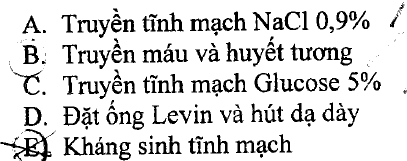 A. Truyền tĩnh mạch NaCl 0,9%
B. Truyền máu và huyết tương
C. Truyền tĩnh mạch Glucose 5%
D. Đặt ống Levin và hút dạ dày
E. Kháng sinh tĩnh mạch